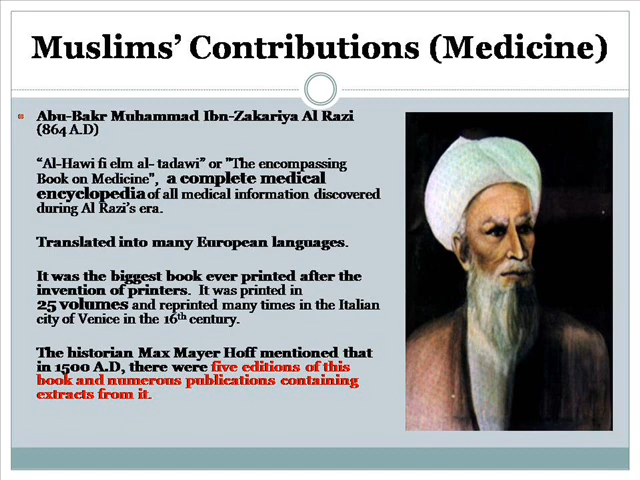 Muslims’ Contributions (Medicine)
Abu-Bakr Muhammad Ibn-Zakariya Al Razi
(864 A.D)
“Al-Hawi fi elm al- tadawi” or "The encompassing
Book on Medicine", a complete medical
encyclopedia of all medical information discovered
during Al Razi’s era.
Translated into many European languages.
It was the biggest book ever printed after the
invention of printers. It was printed in
25 volumes and reprinted many times in the Italian
city of Venice in the 16th century.
The historian Max Mayer Hoff mentioned that
in 1500 A.D, there were five editions of this
book and numerous publications containing
extracts from it.